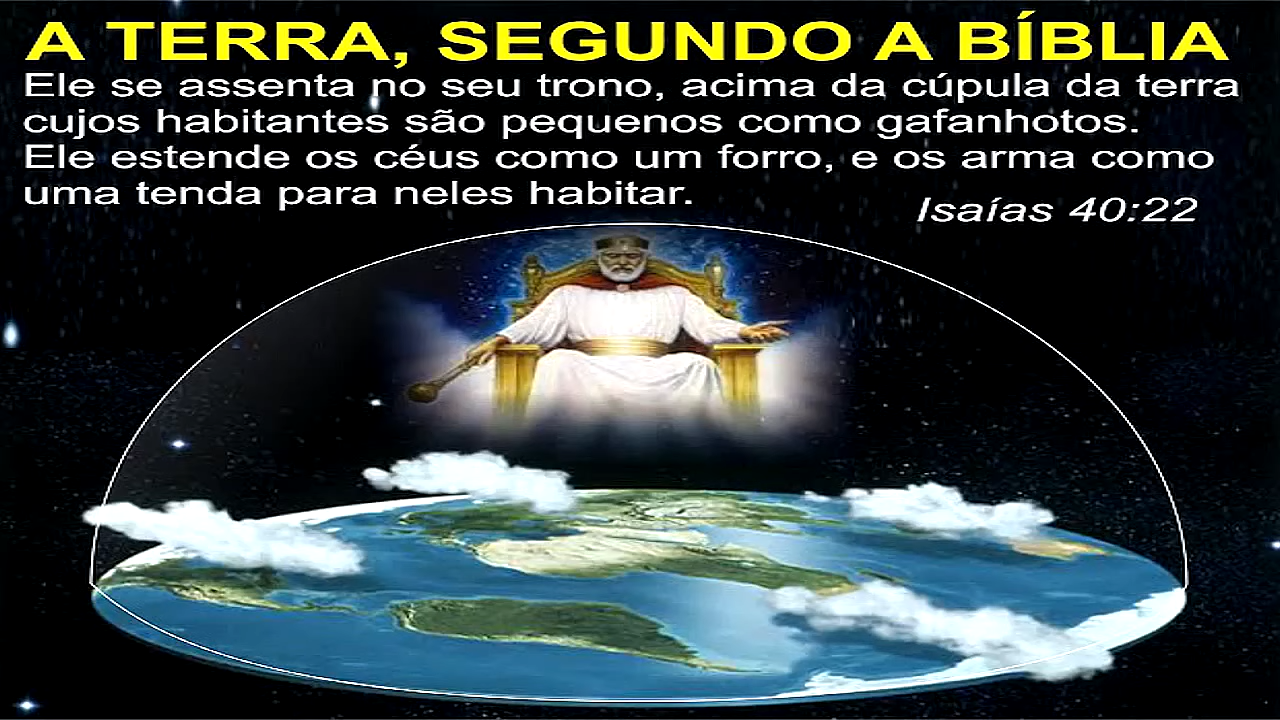 A TERRA, SEGUNDO A BÍBLIA
Ele se assenta no seu trono, acima da cúpula da terra
cujos habitantes são pequenos como gafanhotos.
Ele estende os céus como um forro, e os arma como
uma tenda para neles habitar.
Isaías 40:22